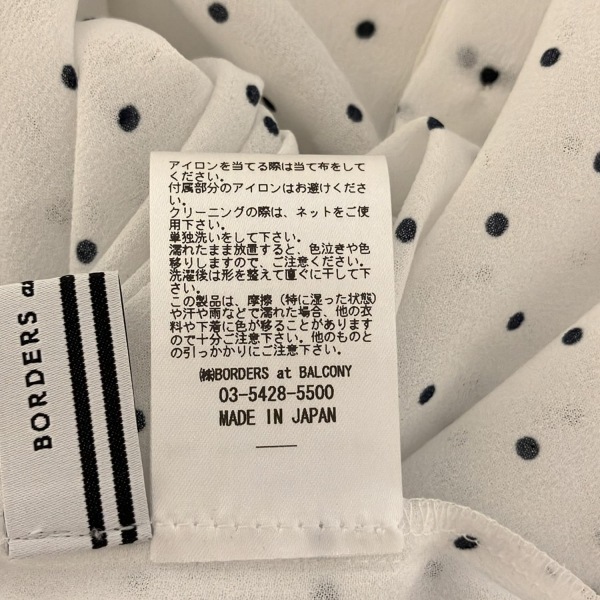 アイロンを当てる際は当て布をして
ください。
付属部分のアイロンはお避けくださ
い。
クリーニングの際は、ネットをご使
用下さい。
単独洗いをして下さい。
濡れたまま放置すると、色泣きや色
移りしますので、ご注意ください。
洗濯後は形を整えて直ぐに干して下
さい。
この製品は、摩擦（特に湿った状態）
や汗や雨などで濡れた場合、他の衣
料や下着に色が移ることがあります
ので十分ご注意下さい。他のものと
の引っかかりにご注意下さい。
㈱BORDERS at BALCONY
03-5428-5500
MADE IN JAPAN
BORDERS a